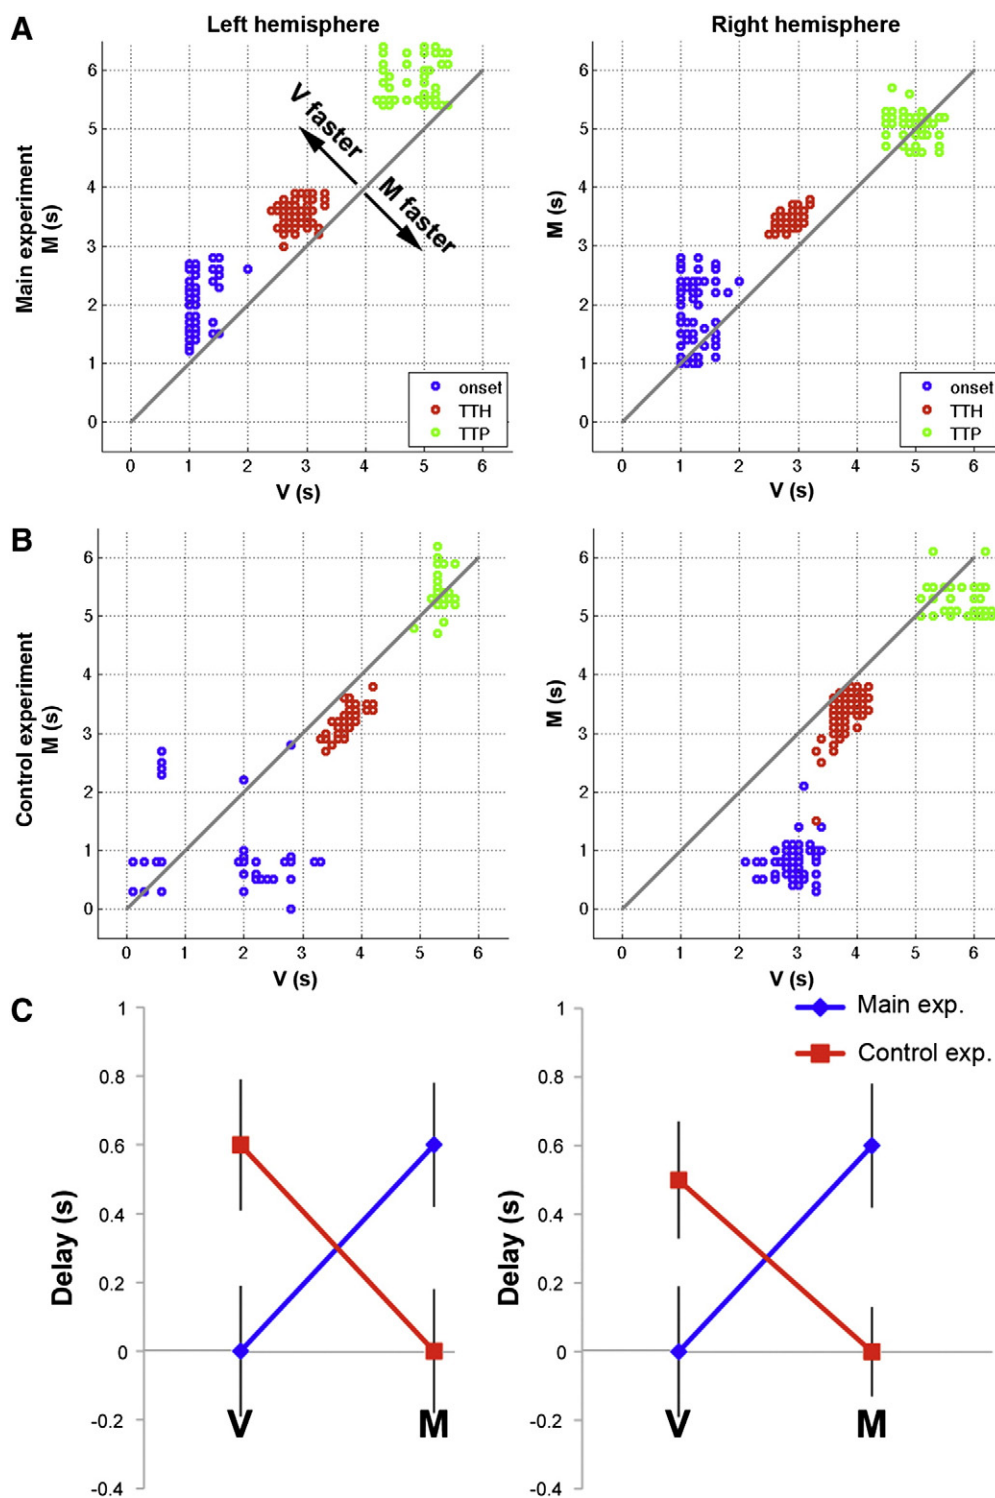 A
Left hemisphere
Right hemisphere
Main experiment
M (s)
6
5
4
3
2
1
0
V faster
M faster
onset
TTH
TTP
0 1 2 3 4 5 6
V (s)
M (s)
6
5
4
3
2
1
0
onset
TTH
TTP
0 1 2 3 4 5 6
V (s)
B
Control experiment
M (s)
6
5
4
3
2
1
0
0 1 2 3 4 5 6
V (s)
M (s)
6
5
4
3
2
1
0
0 1 2 3 4 5 6
V (s)
C
Delay (s)
1
0.8
0.6
0.4
0.2
0
-0.2
-0.4
V M
Delay (s)
1
0.8
0.6
0.4
0.2
0
-0.2
-0.4
V M
Main exp.
Control exp.